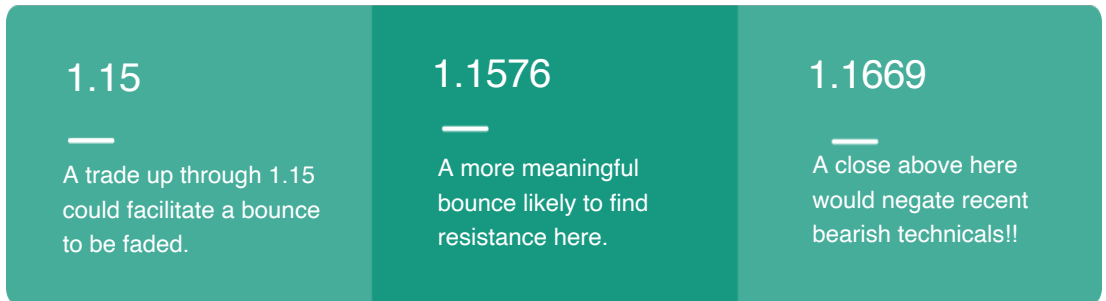 1.15
A trade up through 1.15
could facilitate a bounce
to be faded.
1.1576
A more meaningful
bounce likely to find
resistance here.
1.1669
A close above here
would negate recent
bearish technicals!!